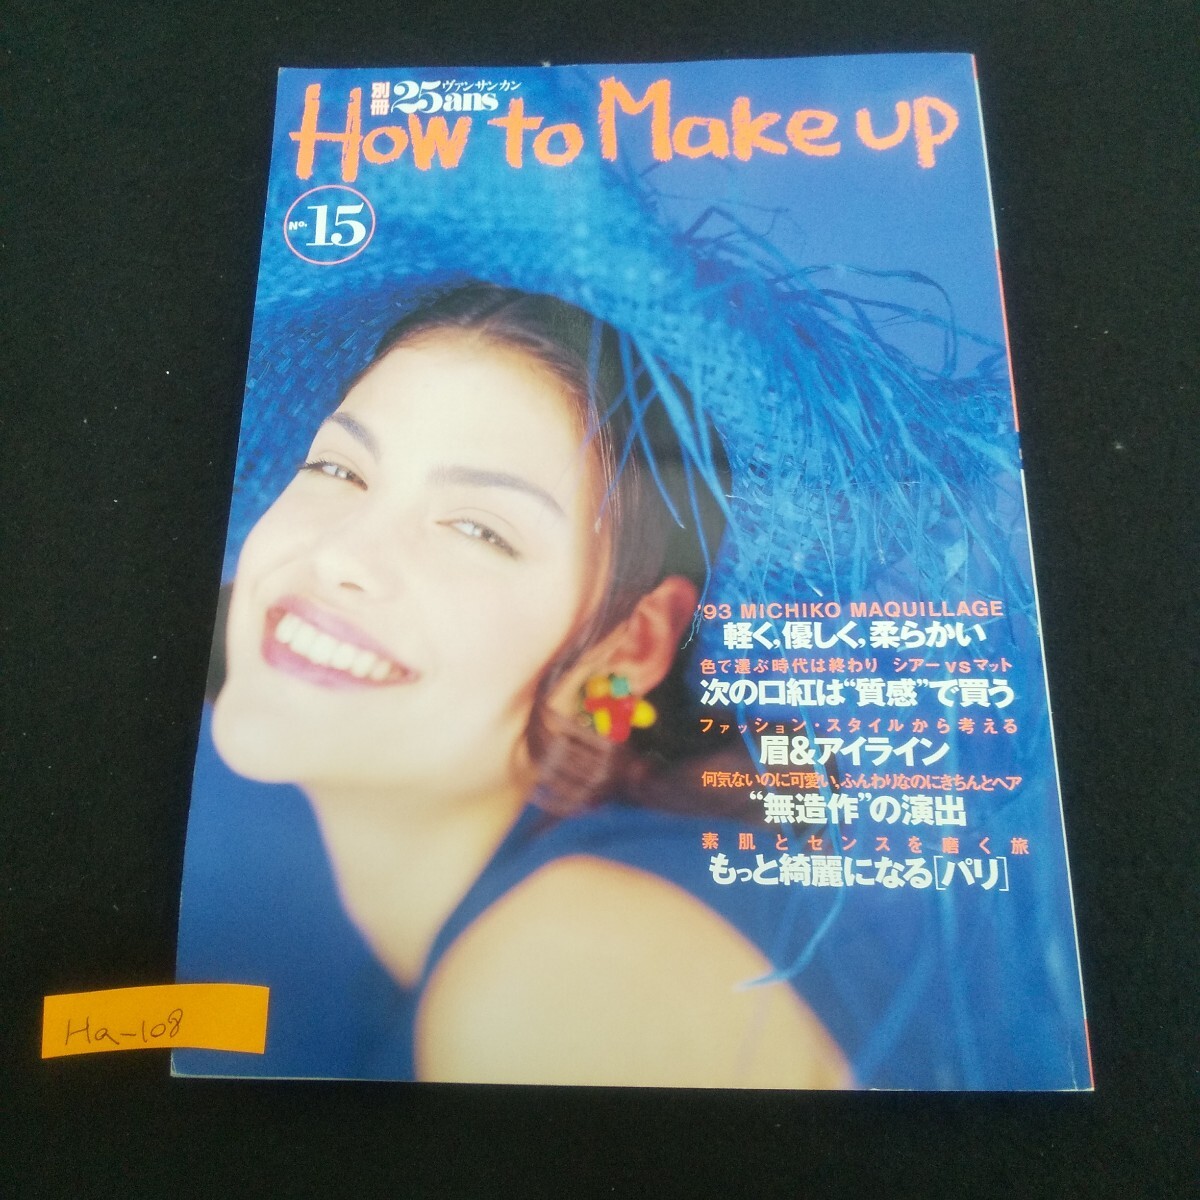 別冊 25ans ヴァンサンカン
How to Make up
No. 15
'93 MICHIKO MAQUILLAGE
軽く,優しく,柔らかい
色で選ぶ時代は終わり シアーvsマット
次の口紅は“質感”で買う
ファッション・スタイルから考える
眉&アイライン
何気ないのに可愛い,ふんわりなのにきちんとヘア
“無造作”の演出
素肌とセンスを磨く旅
もっと綺麗になる[パリ]
Ha-108